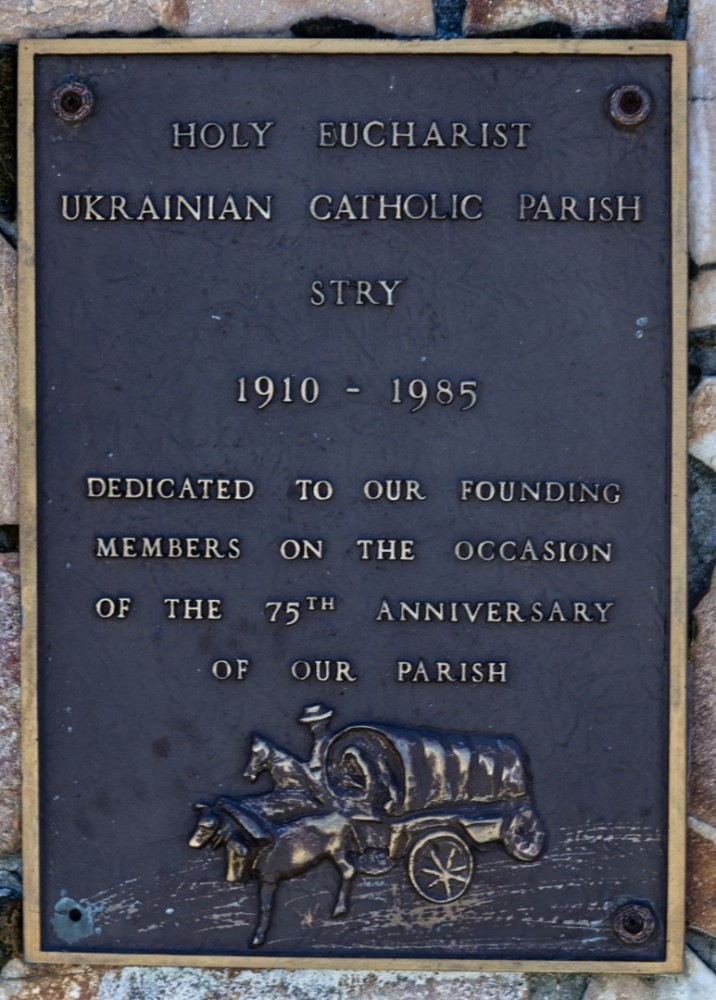 HOLY EUCHARIST
UKRAINIAN CATHOLIC PARISH
STRY
1910 - 1985
DEDICATED TO OUR FOUNDING
MEMBERS ON THE OCCASION
OF THE 75TH ANNIVERSARY
OF OUR PARISH